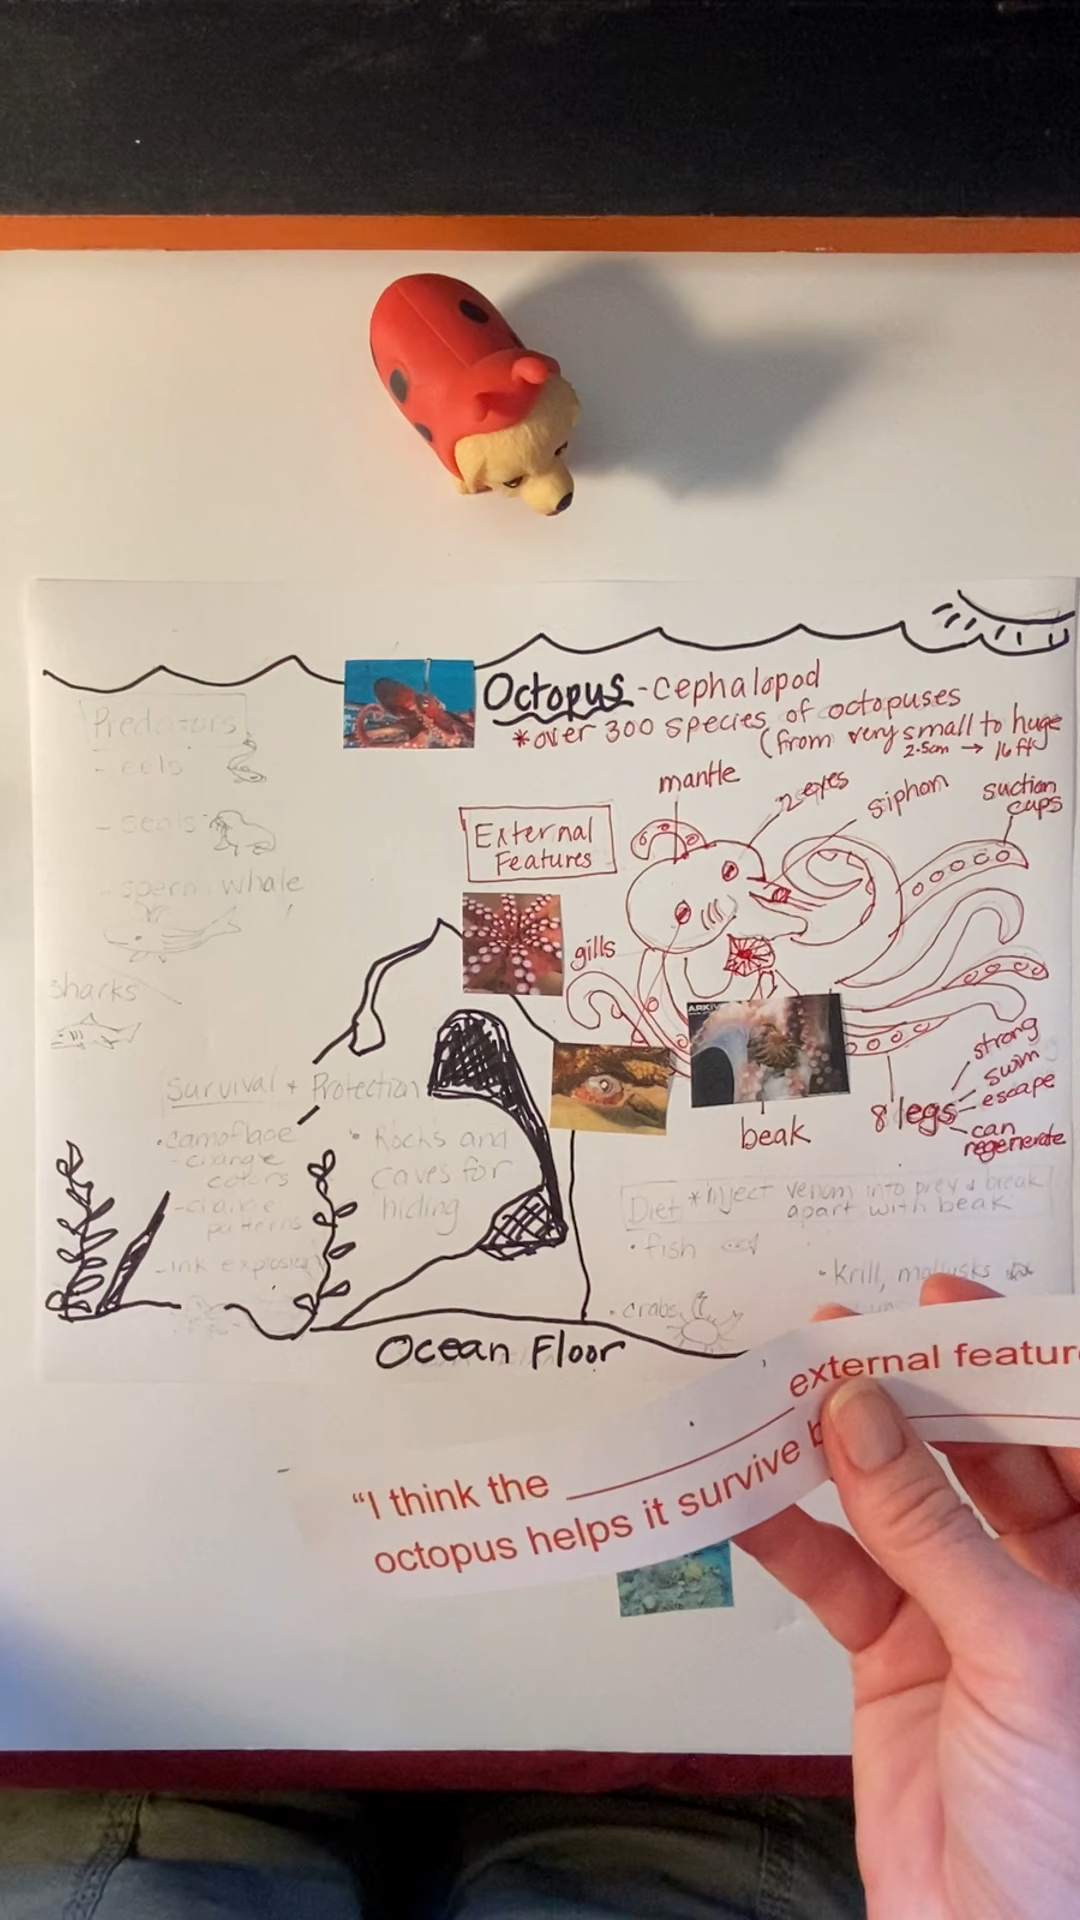 Octopus - cephalopod
*over 300 species of octopuses
(from very small to huge
2.5cm → 16 ft
mantle
2 eyes
siphon
suction cups
External
Features
gills
beak
8 legs
strong
swim
escape
can
regenerate
Predators
- eels
- seals
- sperm whale
sharks
Survival + Protection
•camoflage
- change
colors
- change
patterns
- ink explosion
• Rocks and
caves for
hiding
Diet *inject venom into prey & break
apart with beak
• fish
• Krill, mollusks
• crabs
Ocean Floor
ARKIV
"I think the ________ external featur
octopus helps it survive b